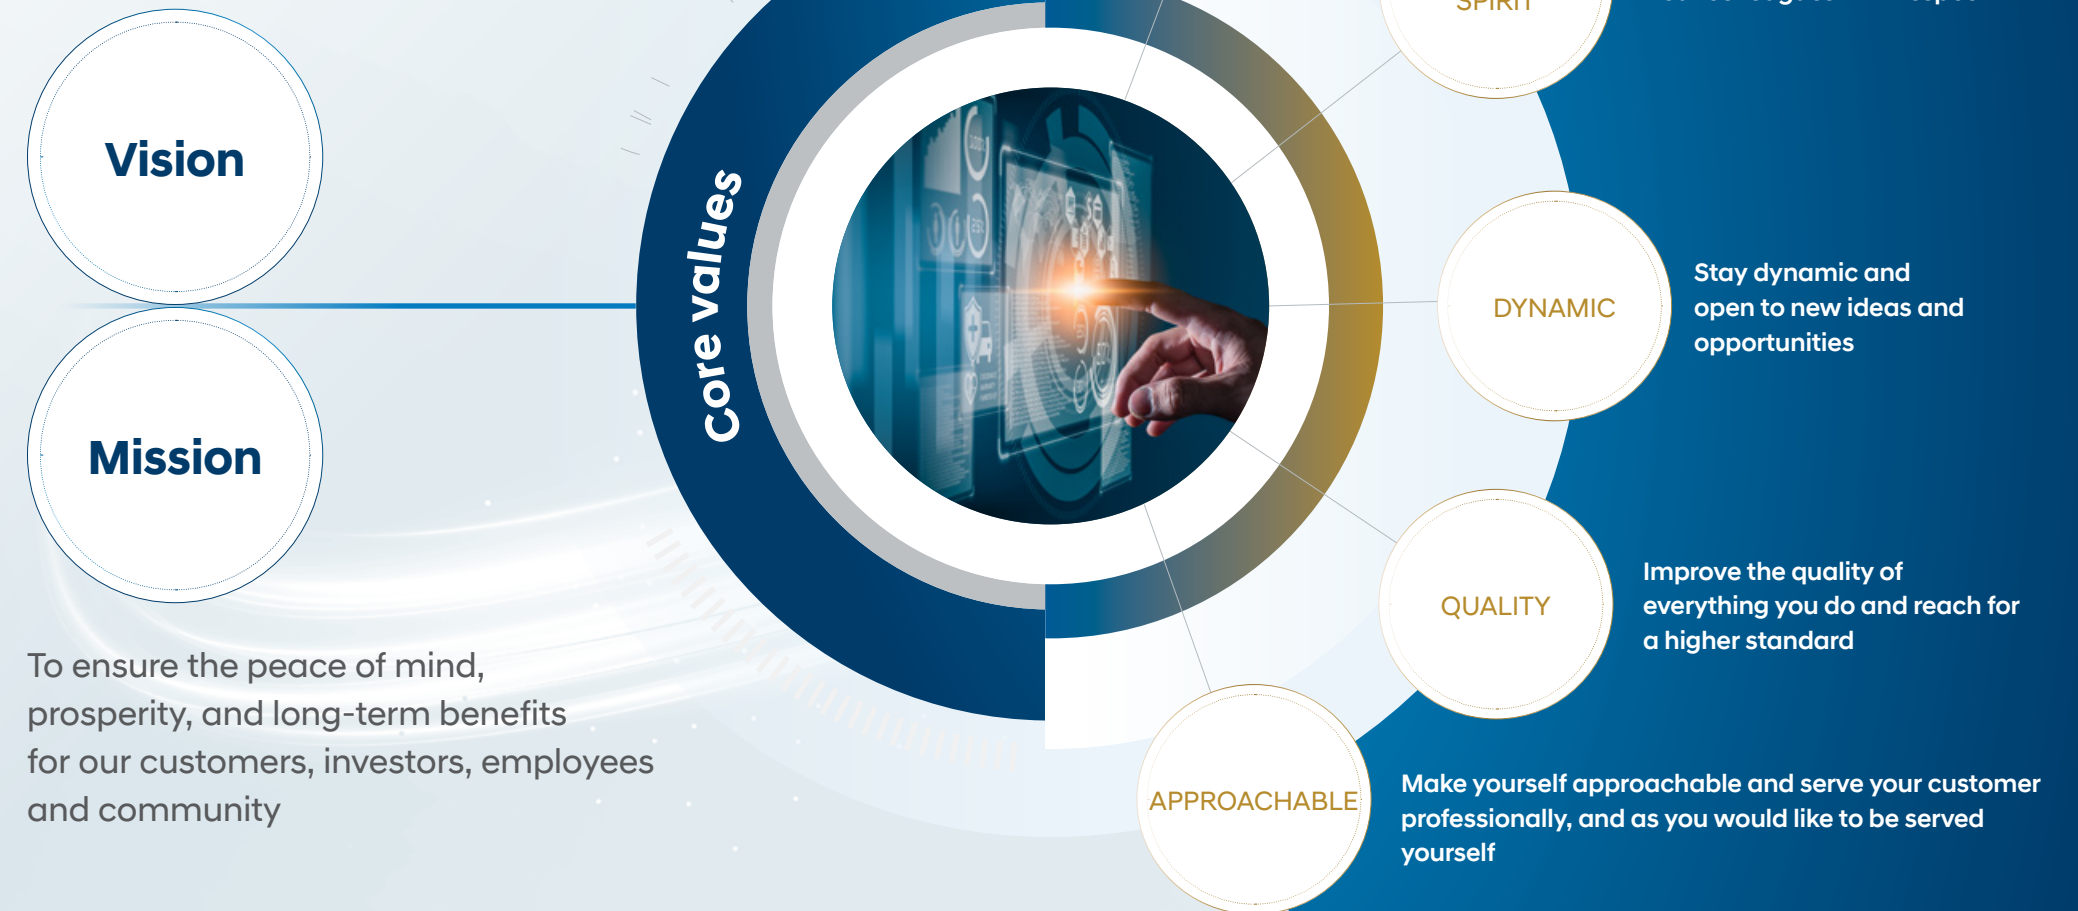 Vision
Mission
To ensure the peace of mind,
prosperity, and long-term benefits
for our customers, investors, employees
and community
Core values
SPIRIT
DYNAMIC
Stay dynamic and
open to new ideas and
opportunities
QUALITY
Improve the quality of
everything you do and reach for
a higher standard
APPROACHABLE
Make yourself approachable and serve your customer
professionally, and as you would like to be served
yourself